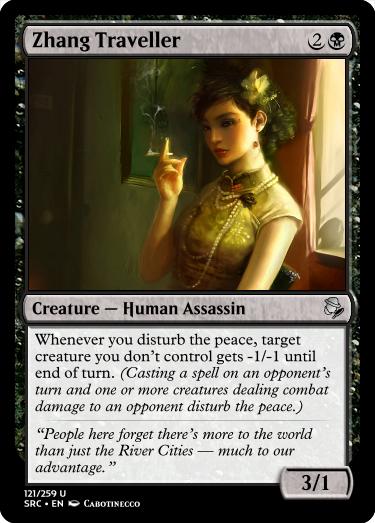 Zhang Traveller 2
Creature — Human Assassin
Whenever you disturb the peace, target
creature you don't control gets -1/-1 until
end of turn. (Casting a spell on an opponent's
turn and one or more creatures dealing combat
damage to an opponent disturb the peace.)
“People here forget there's more to the world
than just the River Cities — much to our
advantage.”
3/1
121/259 U
SRC • EN Cabotinecco